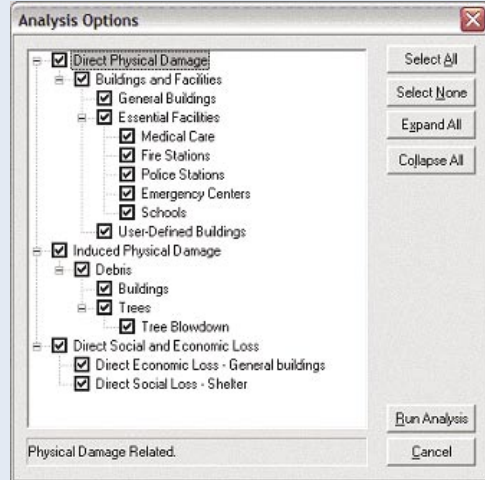 Analysis Options
Direct Physical Damage
Buildings and Facilities
General Buildings
Essential Facilities
Medical Care
Fire Stations
Police Stations
Emergency Centers
Schools
User-Defined Buildings
Induced Physical Damage
Debris
Buildings
Trees
Tree Blowdown
Direct Social and Economic Loss
Direct Economic Loss - General buildings
Direct Social Loss - Shelter
Select All
Select None
Expand All
Collapse All
Run Analysis
Physical Damage Related.
Cancel